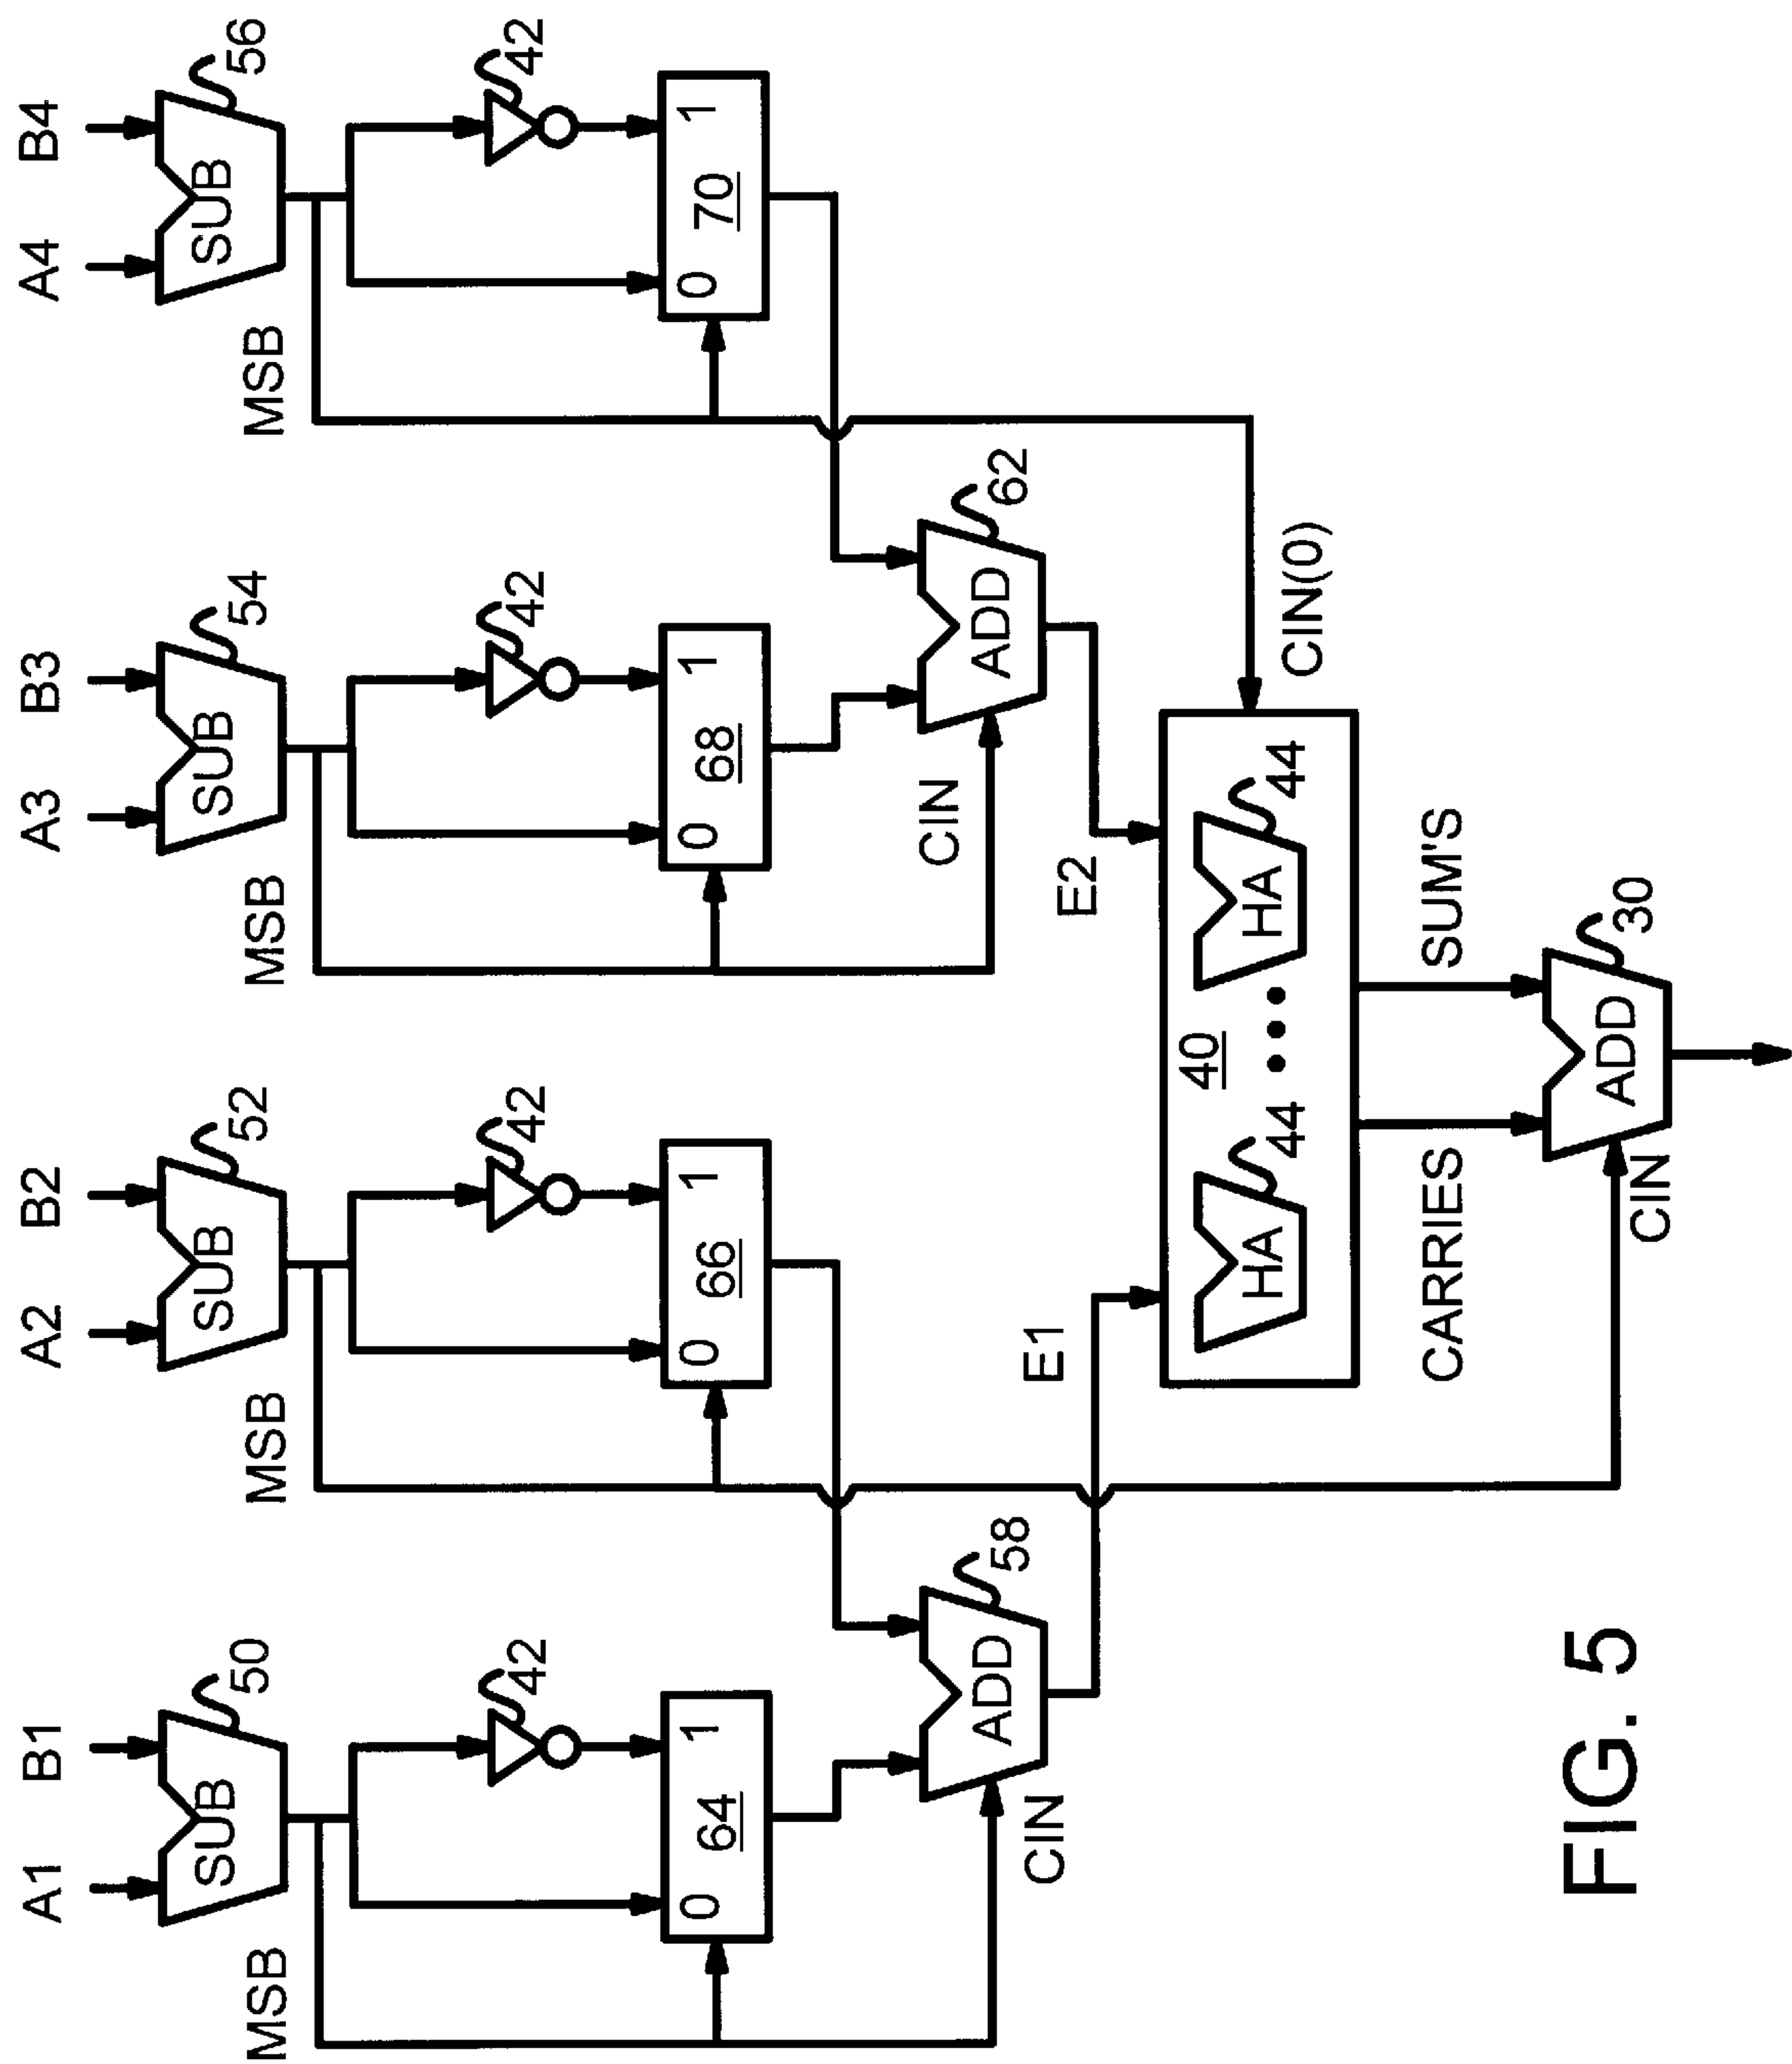 A1 B1 A2 B2 A3 B3 A4 B4
SUB 50 SUB 52 SUB 54 SUB 56
MSB MSB MSB MSB
42 42 42 42
0 64 1 0 66 1 0 68 1 0 70 1
CIN ADD 58 CIN ADD 62
E1 E2
40
HA 44 HA 44
CIN(0)
CARRIES SUM'S
CIN ADD 30
FIG. 5